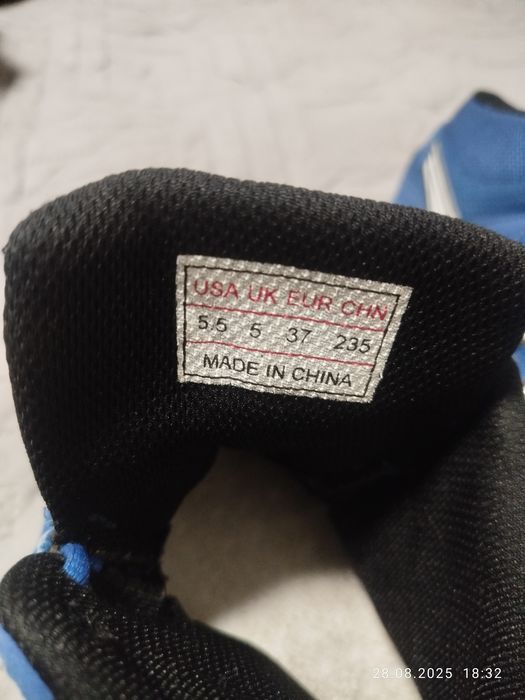 USA UK EUR CHN
5.5 5 37 235
MADE IN CHINA
28.08.2025 18:32